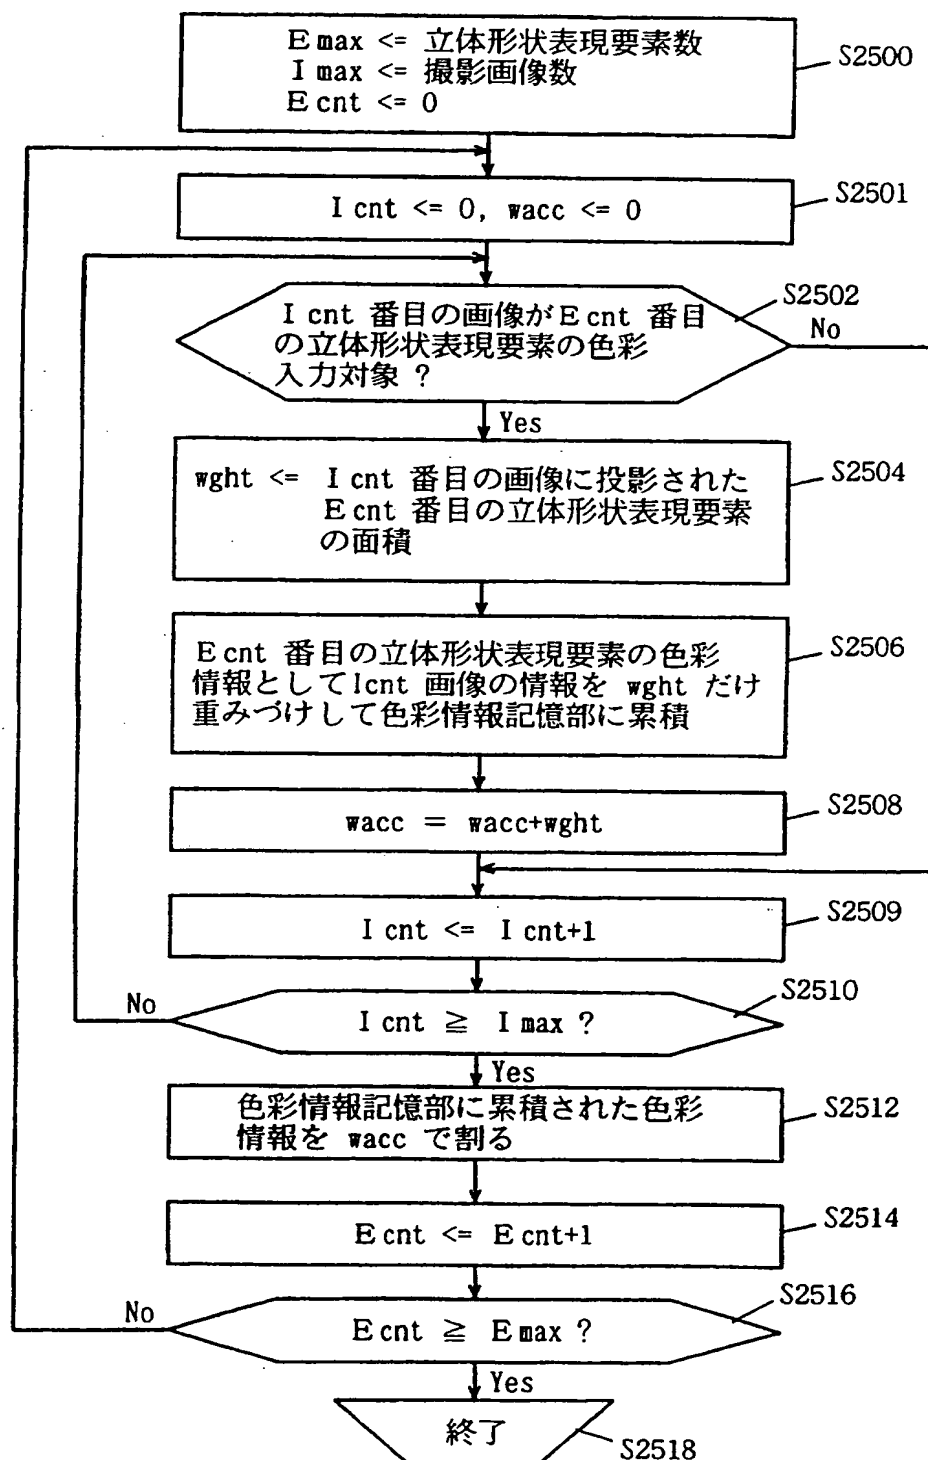 E max <= 立体形状表現要素数
I max <= 撮影画像数
E cnt <= 0
S2500
I cnt <= 0, wacc <= 0
S2501
I cnt 番目の画像がE cnt 番目
の立体形状表現要素の色彩
入力対象 ?
S2502
No
Yes
wght <= I cnt 番目の画像に投影された
E cnt 番目の立体形状表現要素
の面積
S2504
E cnt 番目の立体形状表現要素の色彩
情報としてIcnt 画像の情報を wght だけ
重みづけして色彩情報記憶部に累積
S2506
wacc = wacc+wght
S2508
I cnt <= I cnt+1
S2509
I cnt ≧ I max ?
S2510
No
Yes
色彩情報記憶部に累積された色彩
情報を wacc で割る
S2512
E cnt <= E cnt+1
S2514
E cnt ≧ E max ?
S2516
No
Yes
終了
S2518